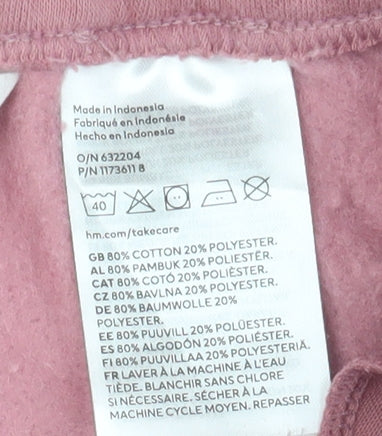 Made in Indonesia
Fabriqué en Indonésie
Hecho en Indonesia
O/N 632204
P/N 1173611 8
40
hm.com/takecare
GB 80% COTTON 20% POLYESTER.
AL 80% PAMBUK 20% POLIESTËR.
CAT 80% COTÓ 20% POLIÈSTER.
CZ 80% BAVLNA 20% POLYESTER.
DE 80% BAUMWOLLE 20%
POLYESTER.
EE 80% PUUVILL 20% POLÜESTER.
ES 80% ALGODÓN 20% POLIÉSTER.
FI 80% PUUVILLAA 20% POLYESTERIÄ.
FR LAVER À LA MACHINE À L'EAU
TIÈDE. BLANCHIR SANS CHLORE
SI NÉCESSAIRE. SÉCHER À LA
MACHINE CYCLE MOYEN. REPASSER